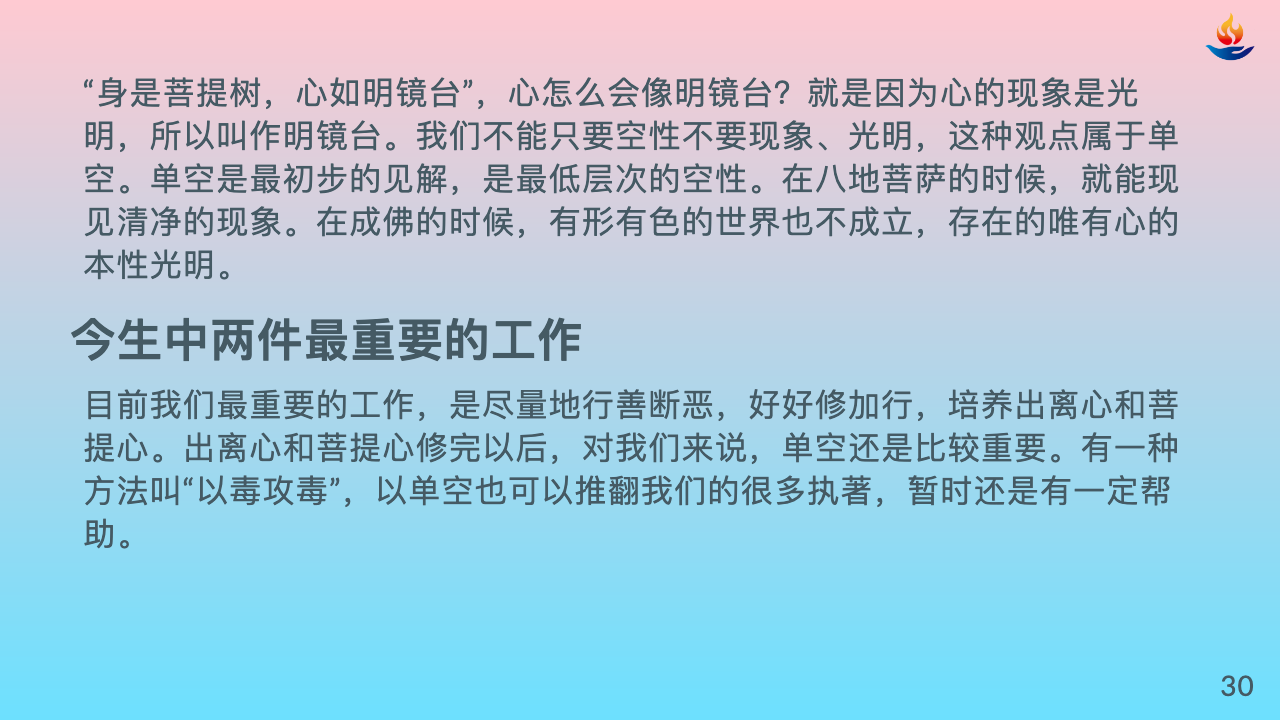 “身是菩提树，心如明镜台”，心怎么会像明镜台？就是因为心的现象是光
明，所以叫作明镜台。我们不能只要空性不要现象、光明，这种观点属于单
空。单空是最初步的见解，是最低层次的空性。在八地菩萨的时候，就能现
见清净的现象。在成佛的时候，有形有色的世界也不成立，存在的唯有心的
本性光明。
今生中两件最重要的工作
目前我们最重要的工作，是尽量地行善断恶，好好修加行，培养出离心和菩
提心。出离心和菩提心修完以后，对我们来说，单空还是比较重要。有一种
方法叫“以毒攻毒”，以单空也可以推翻我们的很多执著，暂时还是有一定帮
助。
30